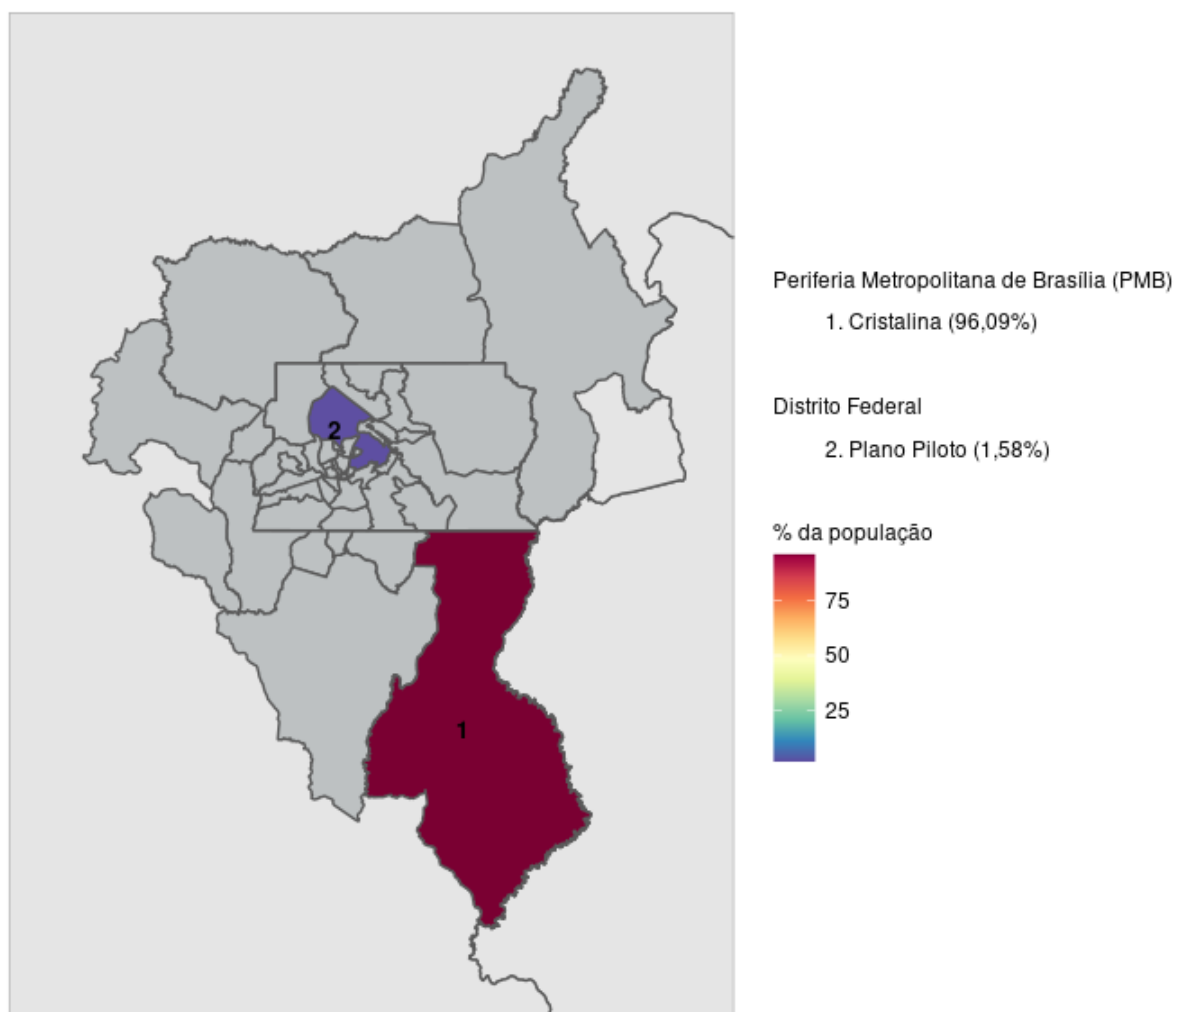 Periferia Metropolitana de Brasília (PMB)
1. Cristalina (96,09%)
Distrito Federal
2. Plano Piloto (1,58%)
% da população
75
50
25
2
1